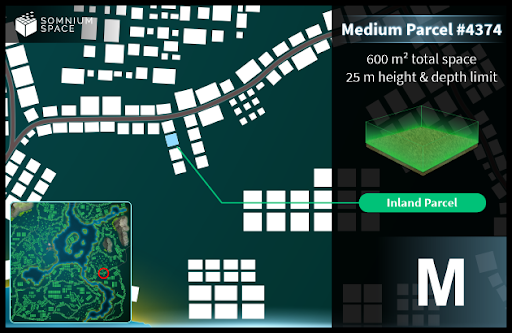 SOMNIUM
SPACE
Medium Parcel #4374
600 m² total space
25 m height & depth limit
Inland Parcel
M